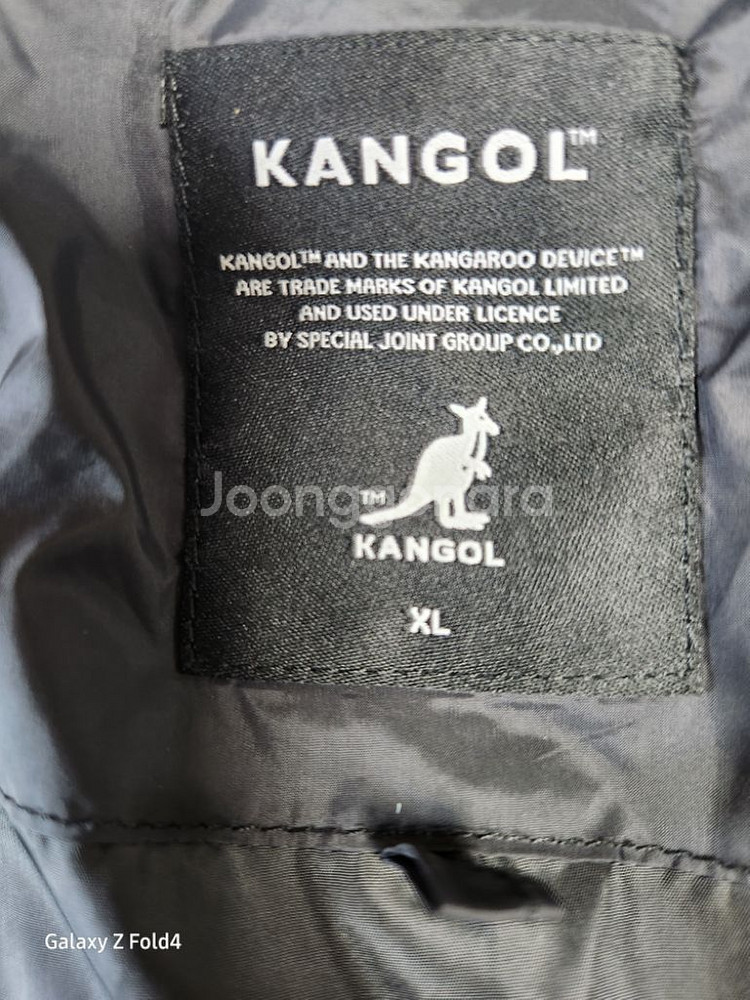 KANGOL™
KANGOL™ AND THE KANGAROO DEVICE™
ARE TRADE MARKS OF KANGOL LIMITED
AND USED UNDER LICENCE
BY SPECIAL JOINT GROUP CO.,LTD
Joonggonara
TM
KANGOL
XL
Galaxy Z Fold4